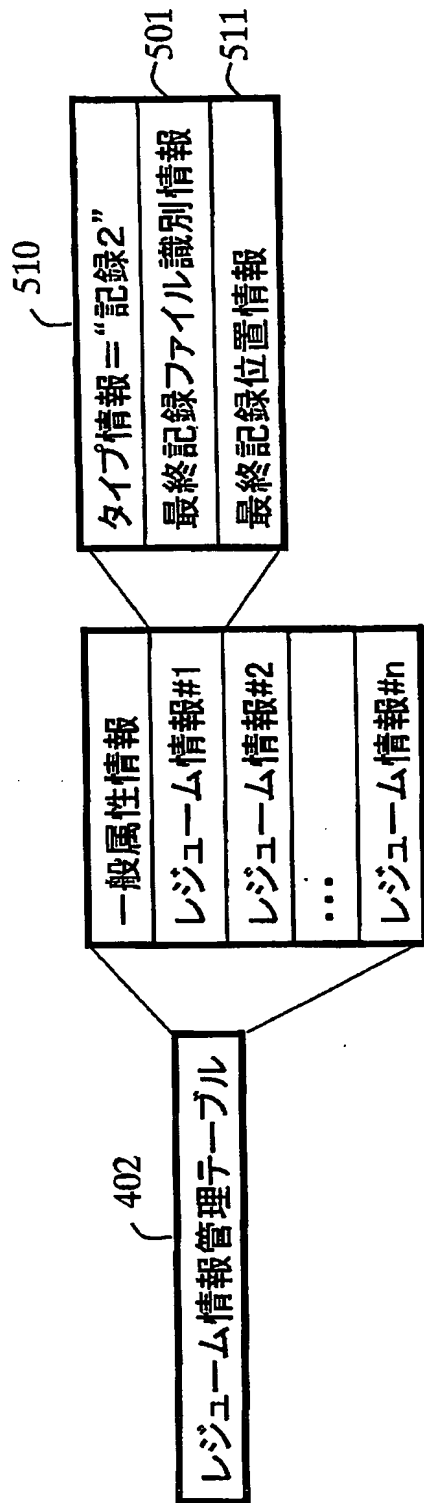 402
レジューム情報管理テーブル
一般属性情報
レジューム情報#1
レジューム情報#2
...
レジューム情報#n
510
タイプ情報=“記録2”
最終記録ファイル識別情報
501
最終記録位置情報
511